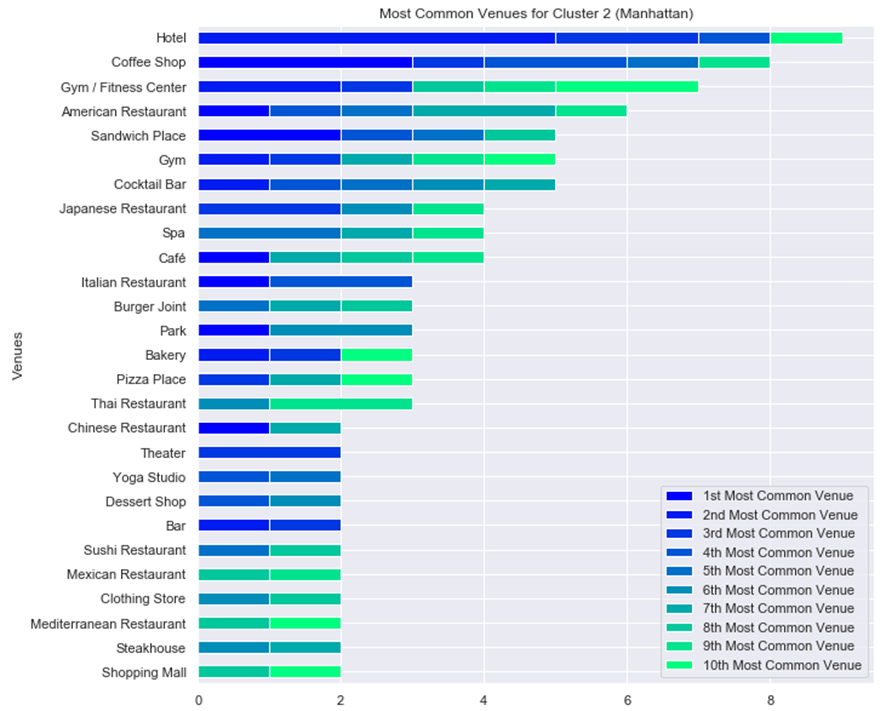 Most Common Venues for Cluster 2 (Manhattan)
Hotel
Coffee Shop
Gym / Fitness Center
American Restaurant
Sandwich Place
Gym
Cocktail Bar
Japanese Restaurant
Spa
Café
Italian Restaurant
Burger Joint
Park
Bakery
Pizza Place
Thai Restaurant
Chinese Restaurant
Theater
Yoga Studio
Dessert Shop
Bar
Sushi Restaurant
Mexican Restaurant
Clothing Store
Mediterranean Restaurant
Steakhouse
Shopping Mall
Venues
1st Most Common Venue
2nd Most Common Venue
3rd Most Common Venue
4th Most Common Venue
5th Most Common Venue
6th Most Common Venue
7th Most Common Venue
8th Most Common Venue
9th Most Common Venue
10th Most Common Venue
0 2 4 6 8